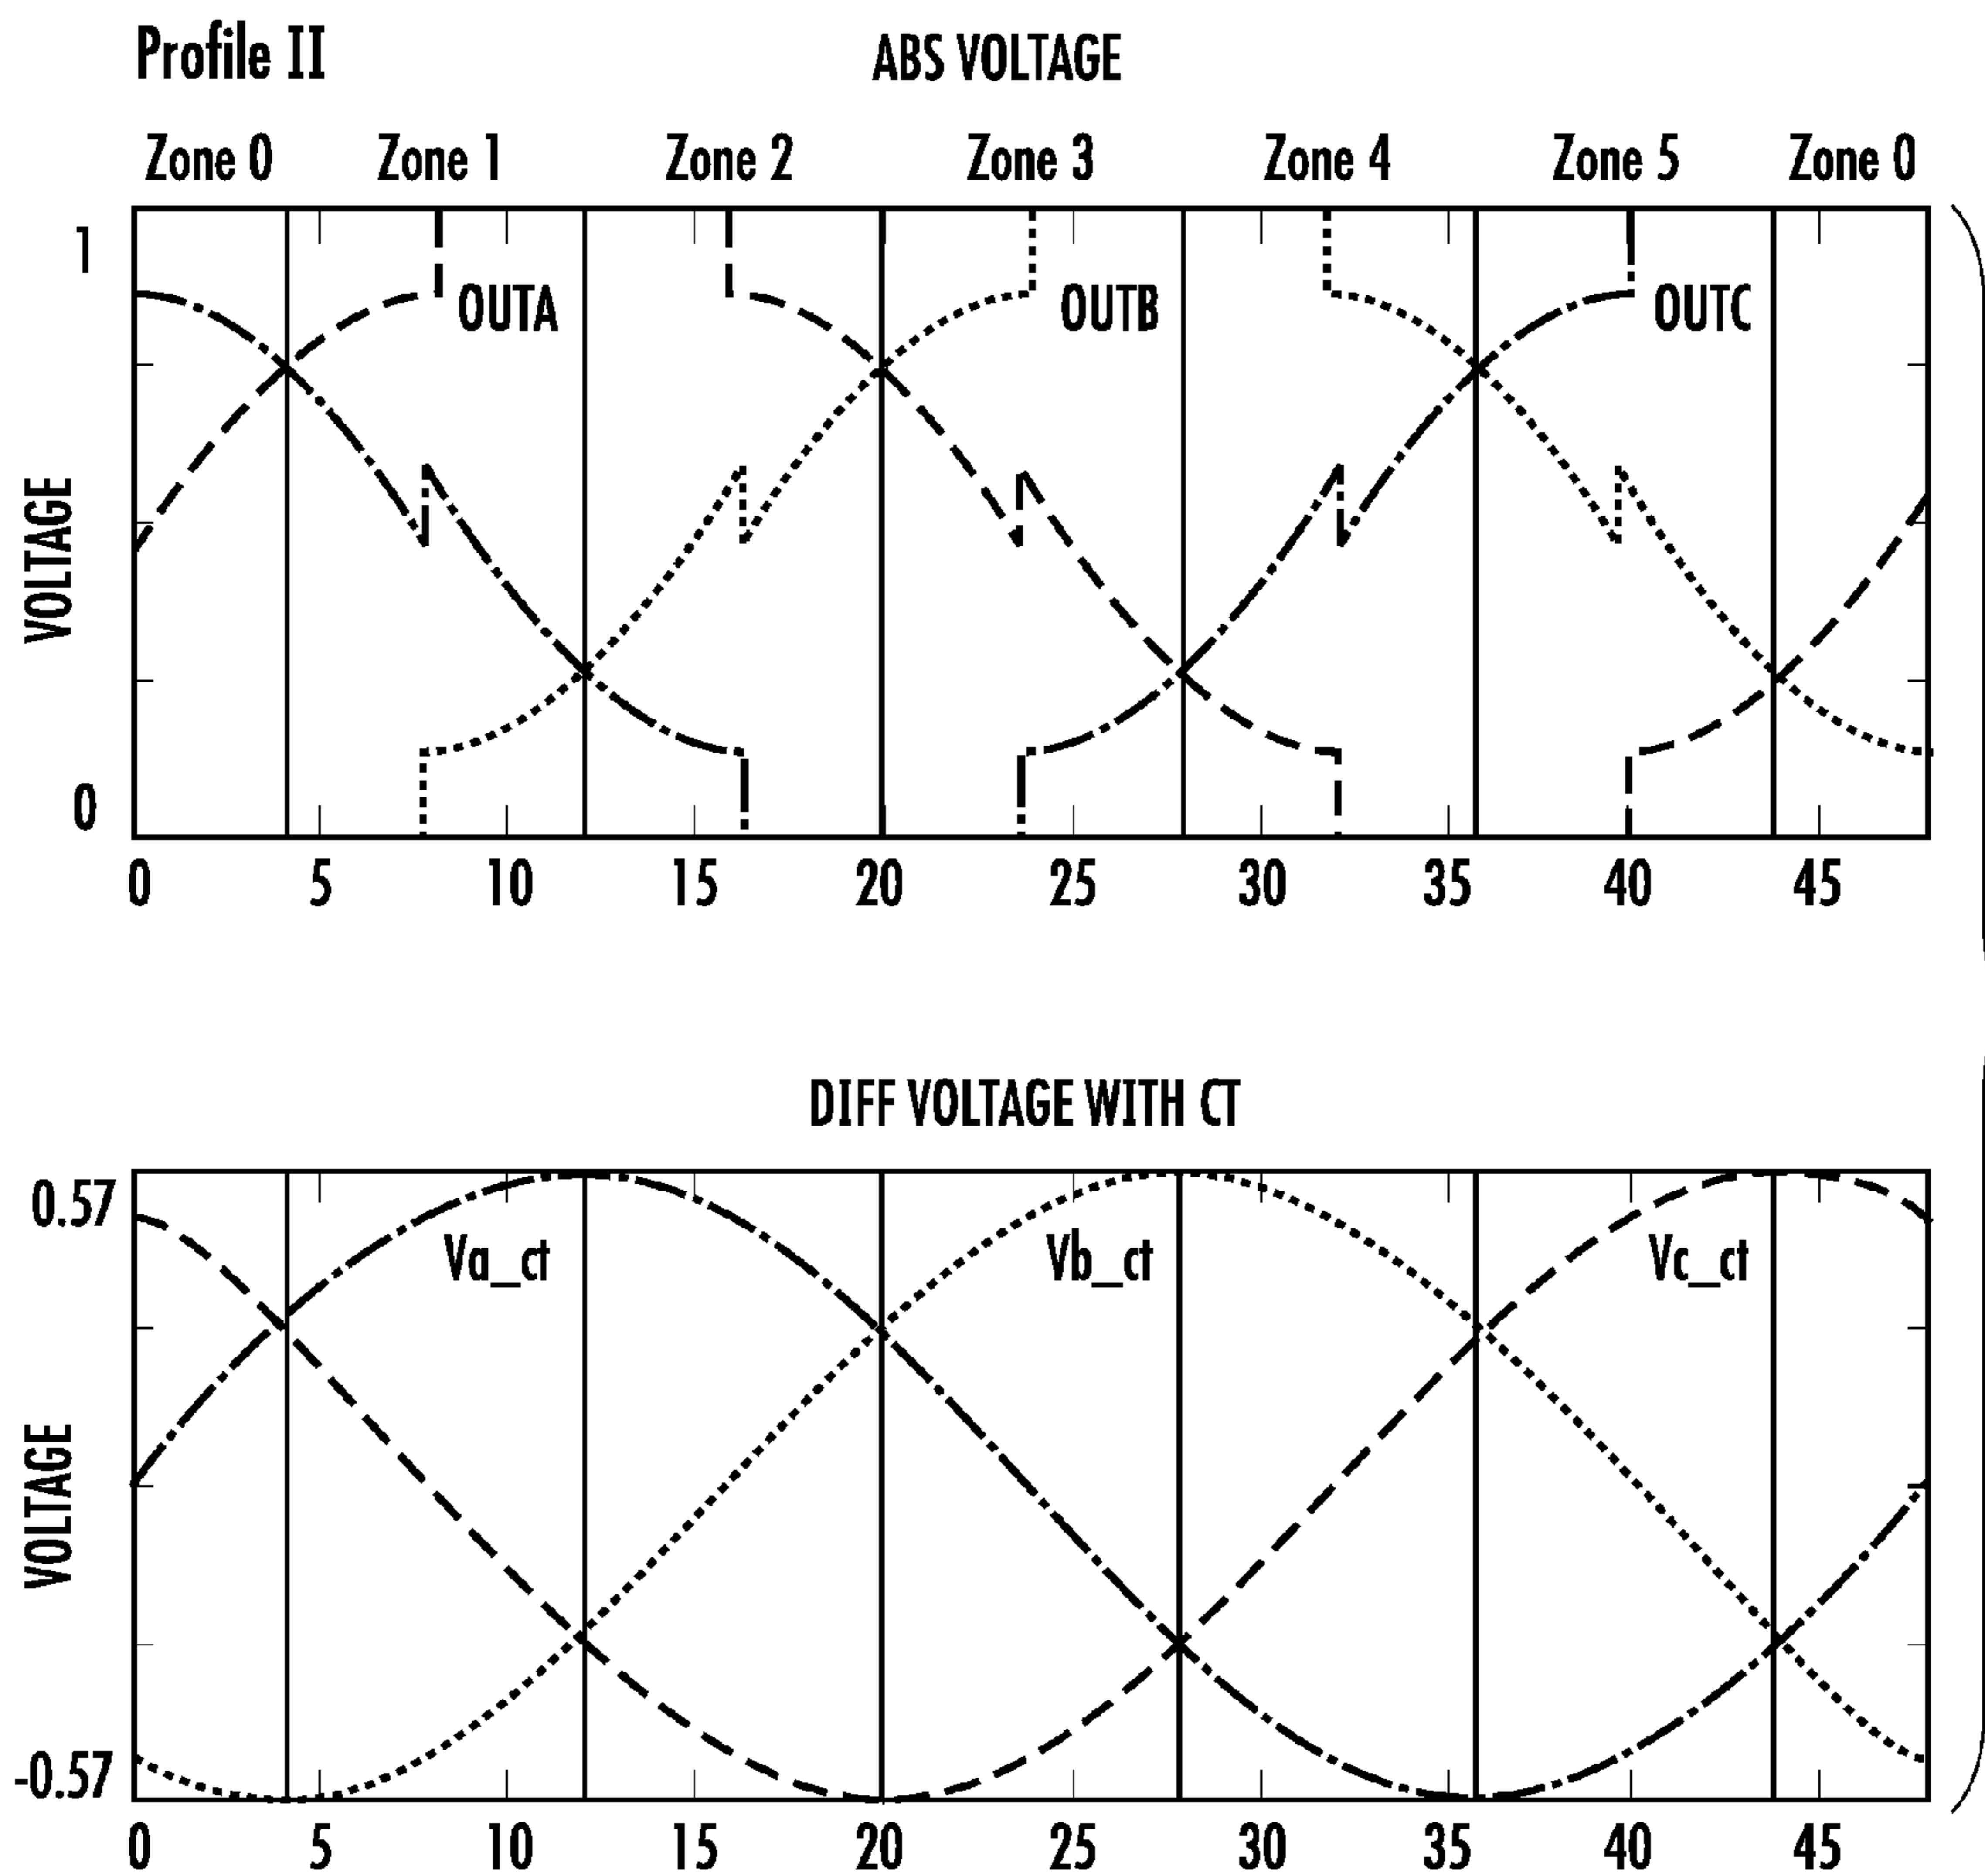 Profile II
ABS VOLTAGE
Zone 0 Zone 1 Zone 2 Zone 3 Zone 4 Zone 5 Zone 0
1
OUTA OUTB OUTC
VOLTAGE
0
0 5 10 15 20 25 30 35 40 45
DIFF VOLTAGE WITH CT
0.57
Va_ct Vb_ct Vc_ct
VOLTAGE
-0.57
0 5 10 15 20 25 30 35 40 45